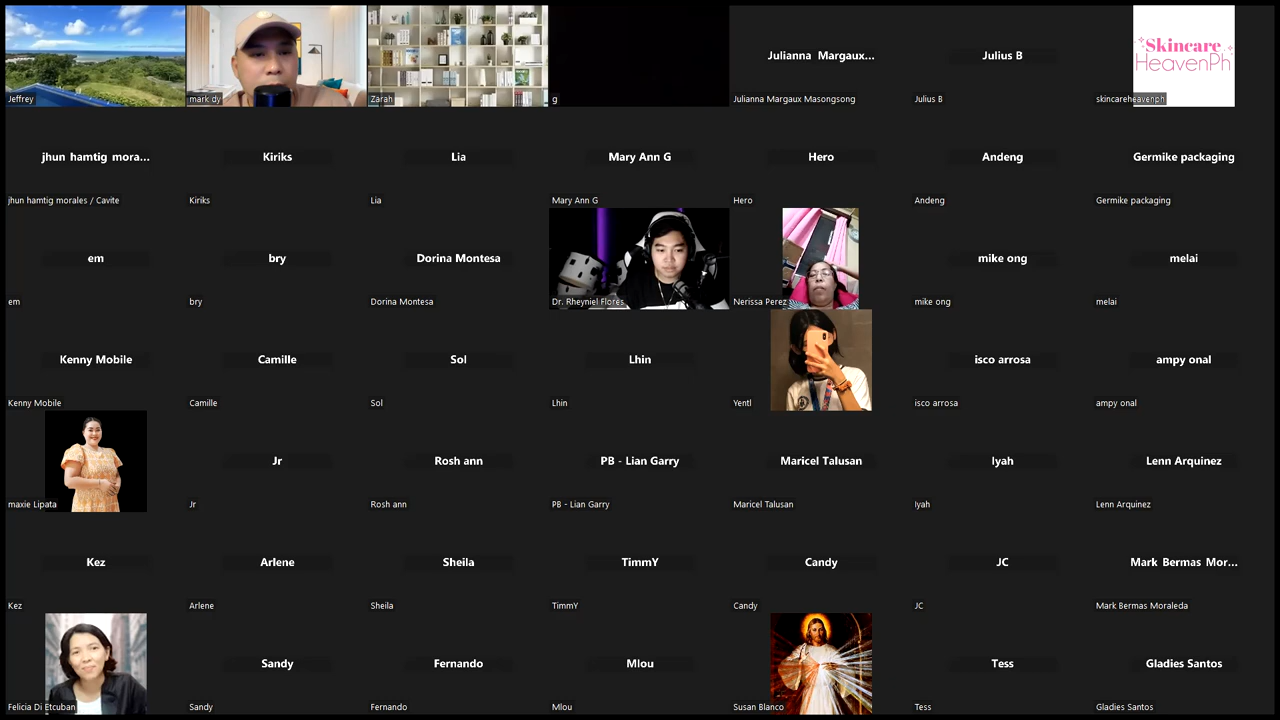 Julianna Margaux...
Julius B
Skincare
HeavenPh
Jeffrey
mark dy
Zarah
g
Julianna Margaux Masongsong
Julius B
skincareheavenph
jhun hamtig mora...
Kiriks
Lia
Mary Ann G
Hero
Andeng
Germike packaging
jhun hamtig morales / Cavite
Kiriks
Lia
Mary Ann G
Hero
Andeng
Germike packaging
em
bry
Dorina Montesa
mike ong
melai
em
bry
Dorina Montesa
Dr. Rheyniel Flores
Nerissa Perez
mike ong
melai
Kenny Mobile
Camille
Sol
Lhin
isco arrosa
ampy onal
Kenny Mobile
Camille
Sol
Lhin
Yentl
isco arrosa
ampy onal
Jr
Rosh ann
PB - Lian Garry
Maricel Talusan
Iyah
Lenn Arquinez
maxie Lipata
Jr
Rosh ann
PB - Lian Garry
Maricel Talusan
Iyah
Lenn Arquinez
Kez
Arlene
Sheila
TimmY
Candy
JC
Mark Bermas Mor...
Kez
Arlene
Sheila
TimmY
Candy
JC
Mark Bermas Moraleda
Sandy
Fernando
Mlou
Tess
Gladies Santos
Felicia Di Etcuban
Sandy
Fernando
Mlou
Susan Blanco
Tess
Gladies Santos